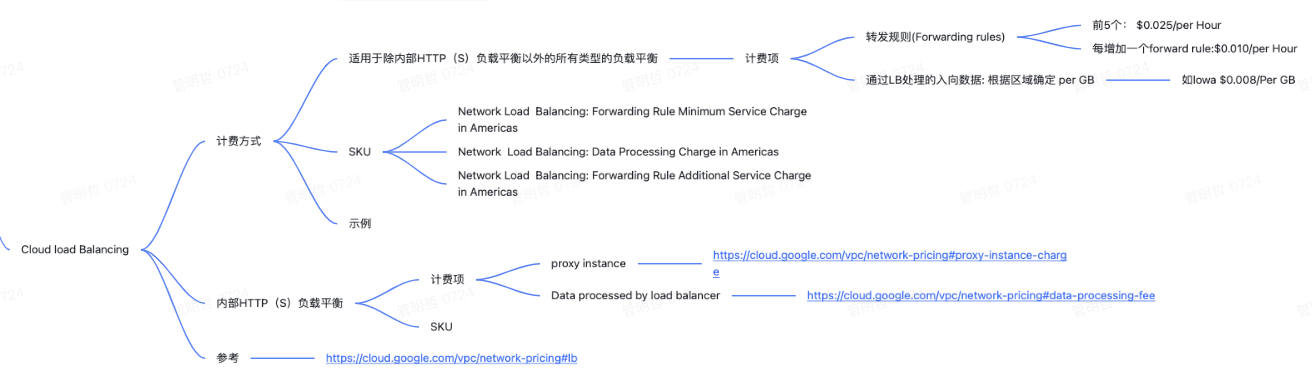 前5个： $0.025/per Hour
转发规则(Forwarding rules)
每增加一个forward rule:$0.010/per Hour
适用于除内部HTTP（S）负载平衡以外的所有类型的负载平衡
计费项
通过LB处理的入向数据: 根据区域确定 per GB
如Iowa $0.008/Per GB
Network Load Balancing: Forwarding Rule Minimum Service Charge
in Americas
计费方式
SKU
Network Load Balancing: Data Processing Charge in Americas
Network Load Balancing: Forwarding Rule Additional Service Charge
in Americas
示例
Cloud load Balancing
https://cloud.google.com/vpc/network-pricing#proxy-instance-charg
e
proxy instance
计费项
Data processed by load balancer
https://cloud.google.com/vpc/network-pricing#data-processing-fee
内部HTTP（S）负载平衡
SKU
参考
https://cloud.google.com/vpc/network-pricing#lb
管明哲 0724